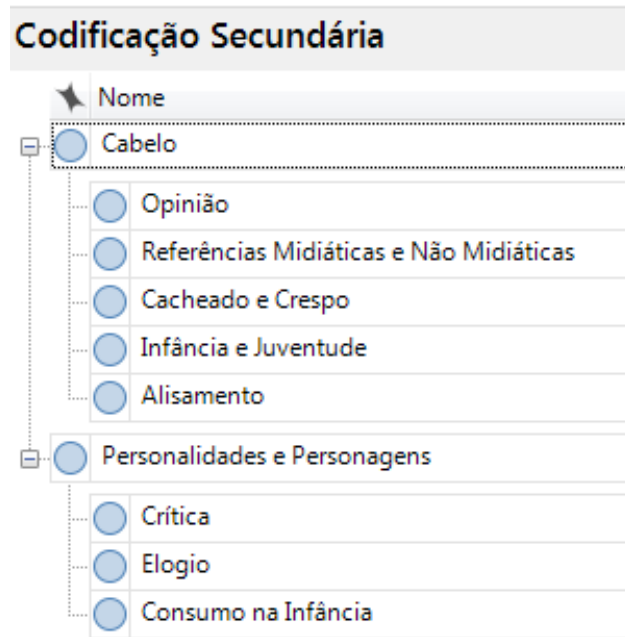 Codificação Secundária
Nome
Cabelo
Opinião
Referências Midiáticas e Não Midiáticas
Cacheado e Crespo
Infância e Juventude
Alisamento
Personalidades e Personagens
Crítica
Elogio
Consumo na Infância